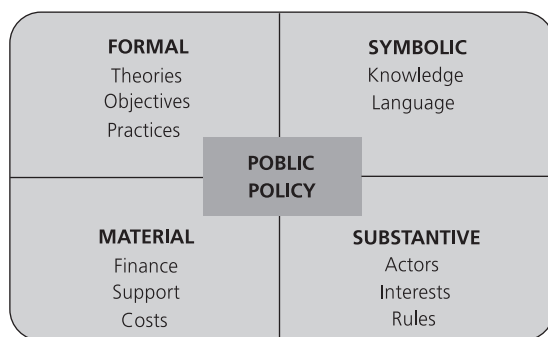 FORMAL
Theories
Objectives
Practices
SYMBOLIC
Knowledge
Language
POBLIC
POLICY
MATERIAL
Finance
Support
Costs
SUBSTANTIVE
Actors
Interests
Rules